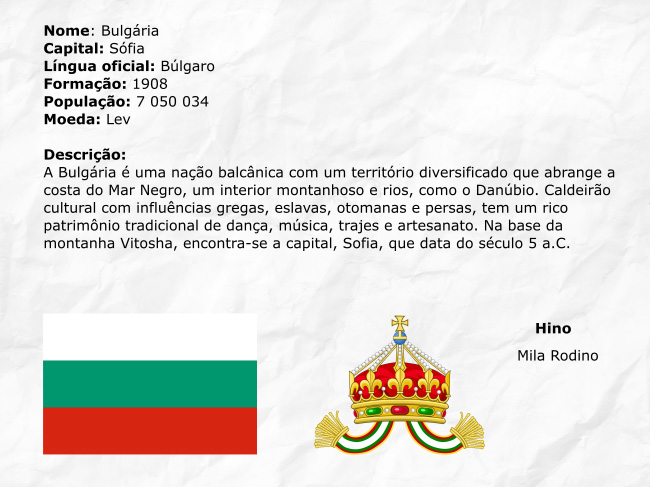 Nome: Bulgária
Capital: Sófia
Língua oficial: Búlgaro
Formação: 1908
População: 7 050 034
Moeda: Lev
Descrição:
A Bulgária é uma nação balcânica com um território diversificado que abrange a
costa do Mar Negro, um interior montanhoso e rios, como o Danúbio. Caldeirão
cultural com influências gregas, eslavas, otomanas e persas, tem um rico
patrimônio tradicional de dança, música, trajes e artesanato. Na base da
montanha Vitosha, encontra-se a capital, Sofia, que data do século 5 a.C.
Hino
Mila Rodino